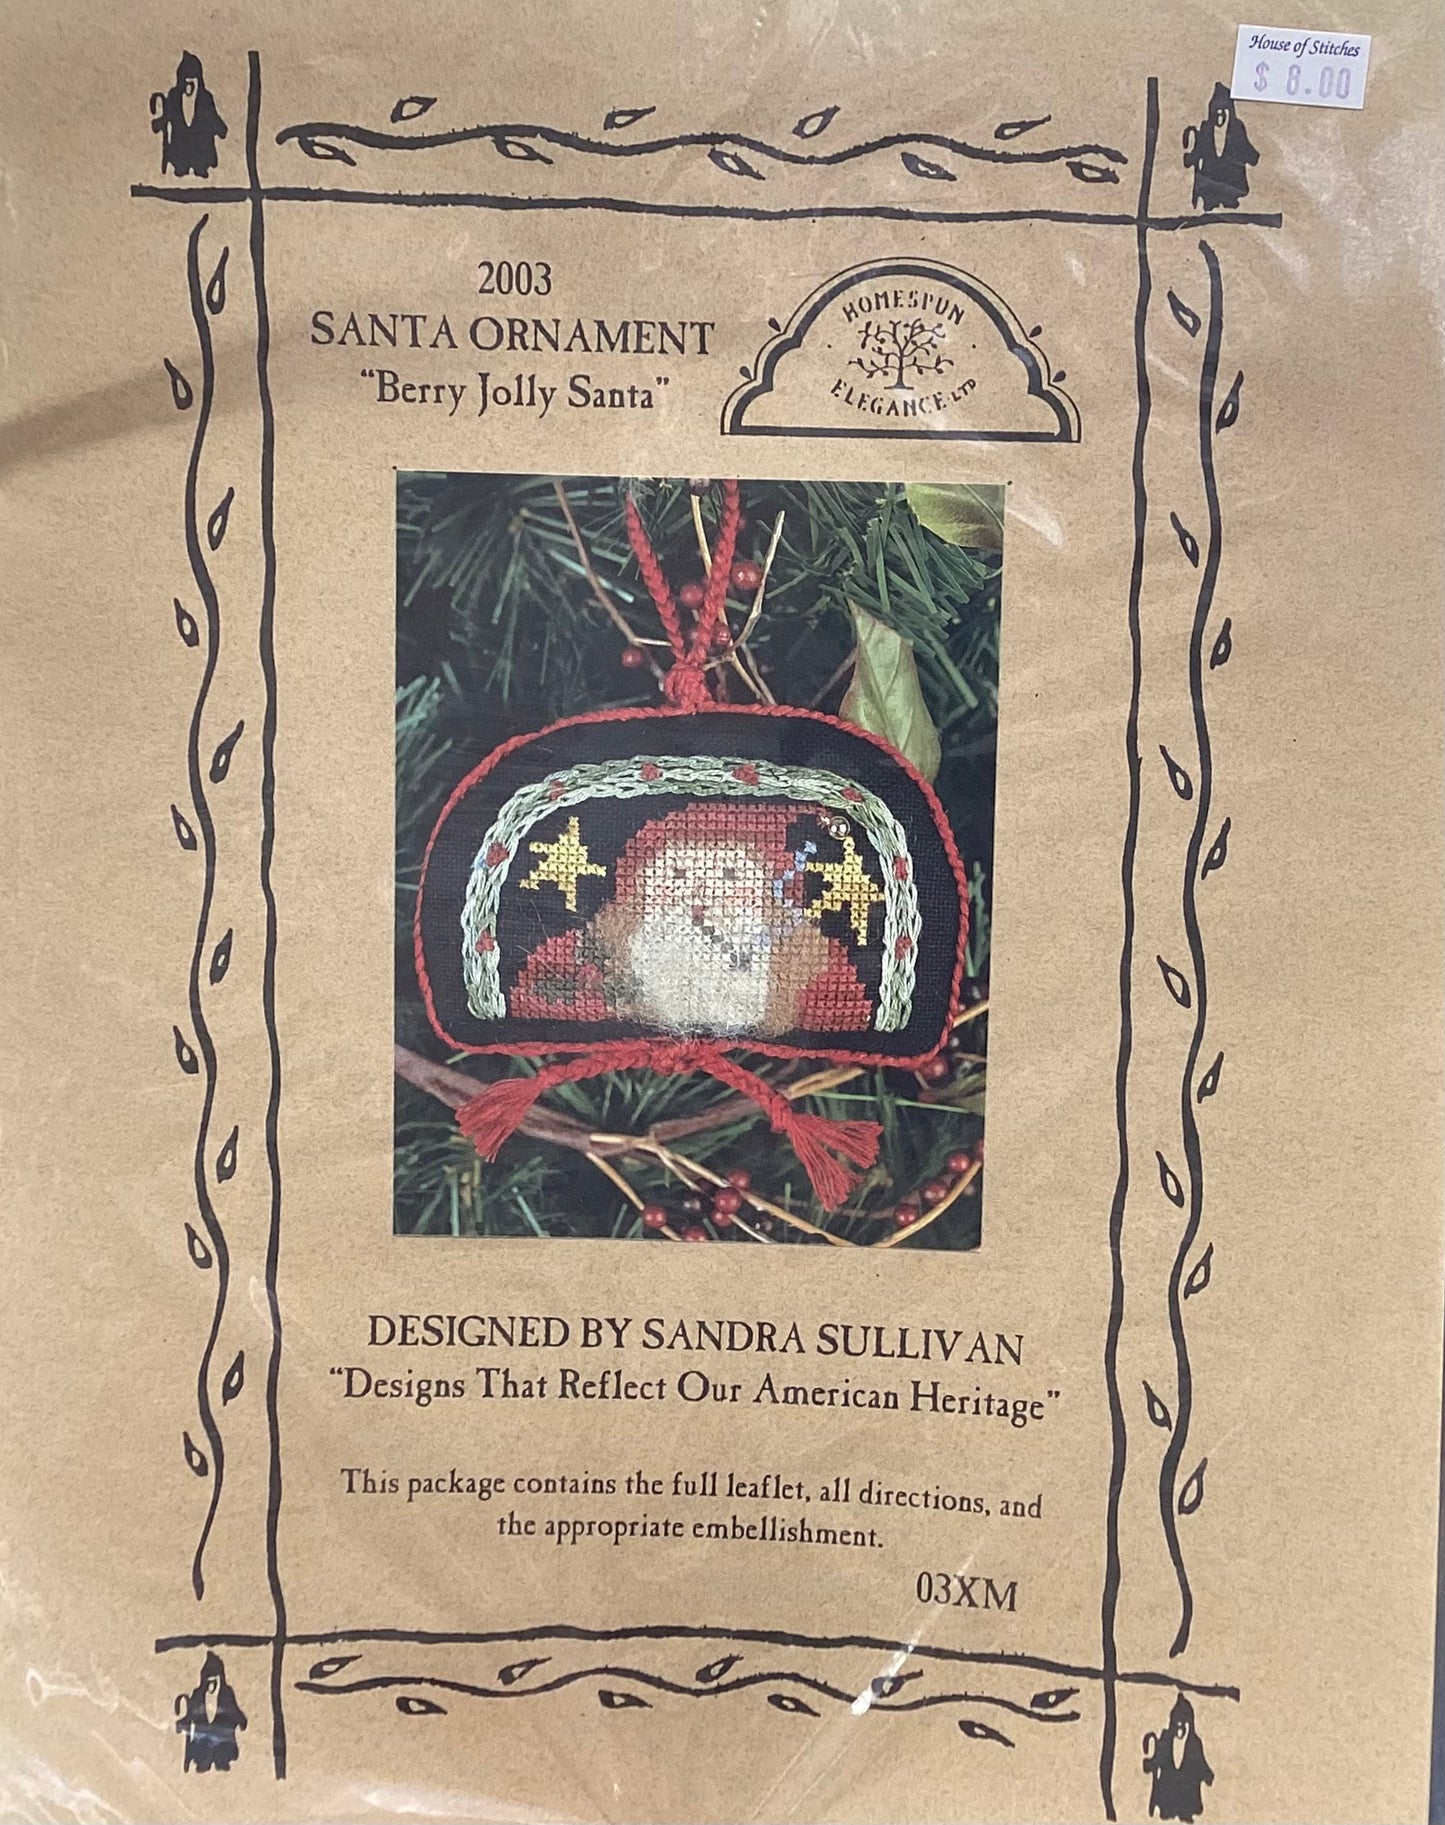 House of Stitches
$ 8.00
2003
SANTA ORNAMENT
“Berry Jolly Santa”
HOMESPUN
ELEGANCE LTD
DESIGNED BY SANDRA SULLIVAN
“Designs That Reflect Our American Heritage”
This package contains the full leaflet, all directions, and
the appropriate embellishment.
03XM